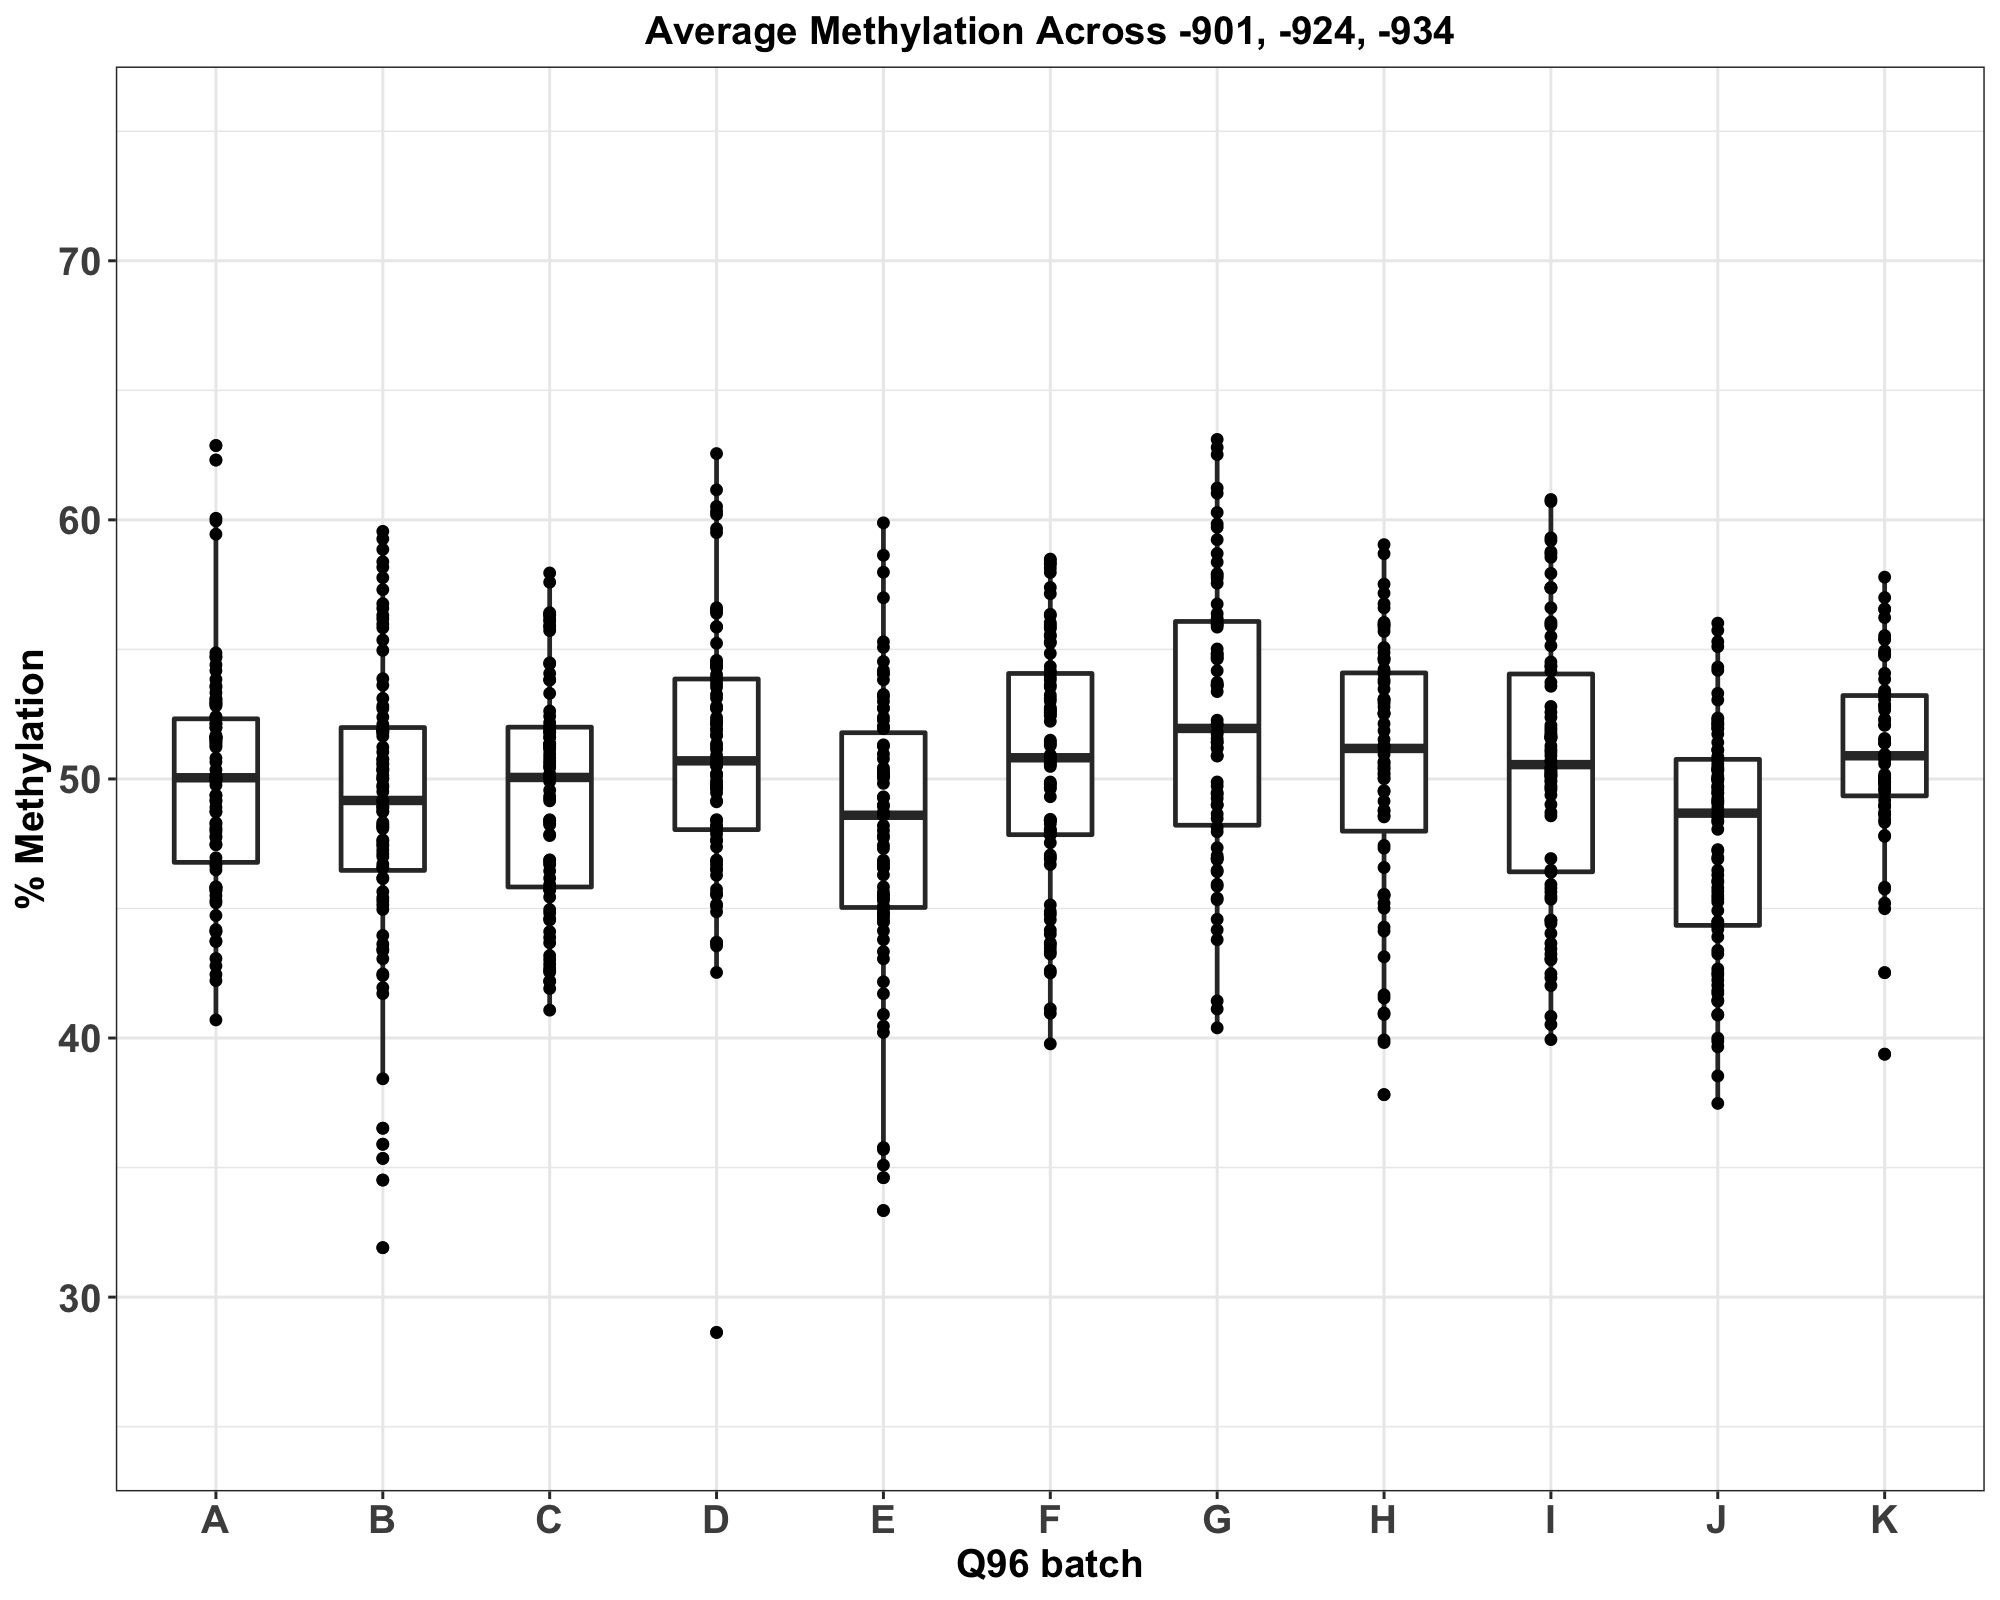 Average Methylation Across -901, -924, -934
% Methylation
70
60
50
40
30
A B C D E F G H I J K
Q96 batch